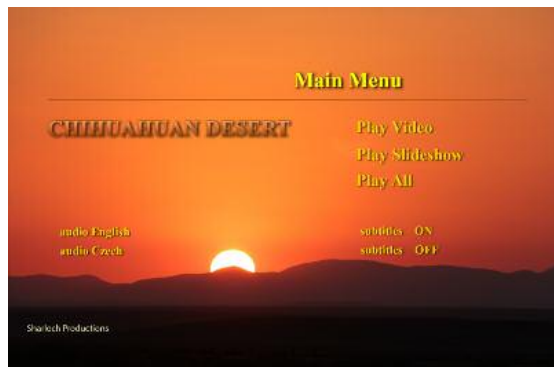 Main Menu
CHIHUAHUAN DESERT
Play Video
Play Slideshow
Play All
audio English
audio Czech
subtitles ON
subtitles OFF
Sharlech Productions